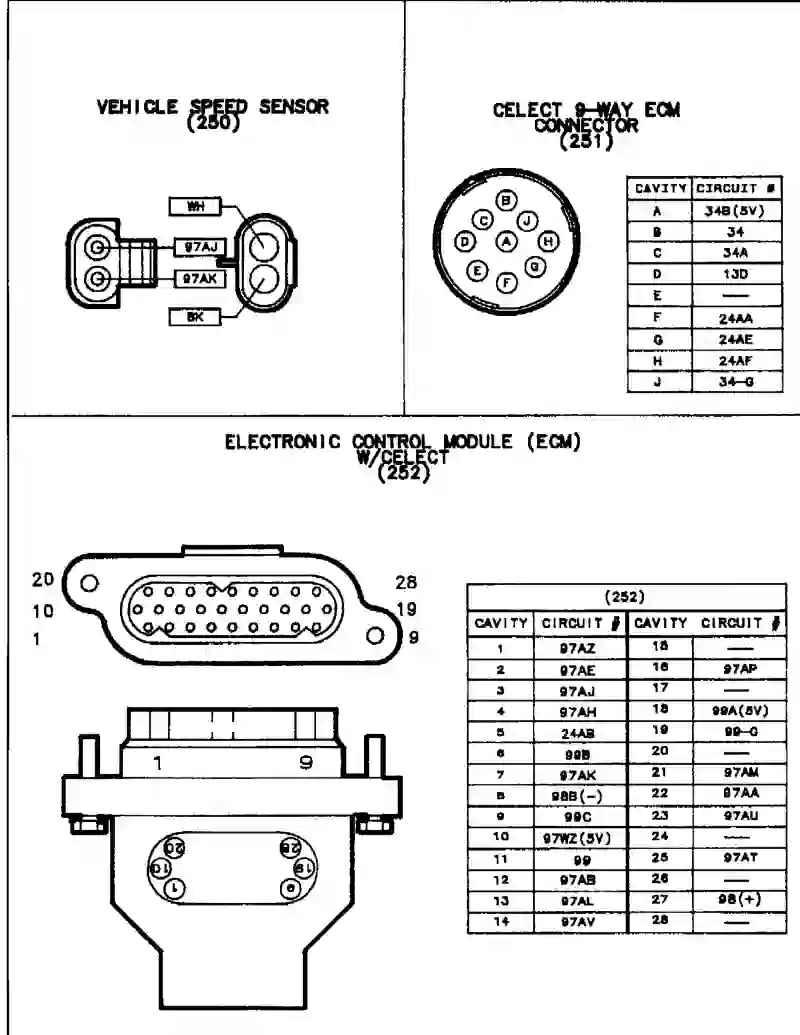 VEHICLE SPEED SENSOR
(250)
WH
97AJ
97AK
BK
CELECT 9-WAY ECM
CONNECTOR
(251)
B
C J
D A H
E G
F
CAVITY CIRCUIT #
A 34B(5V)
B 34
C 34A
D 13D
E —
F 24AA
G 24AE
H 24AF
J 34-G
ELECTRONIC CONTROL MODULE (ECM)
W/CELECT
(252)
20 28
10 19
1 9
1 9
20 28
10 19
1 9
(252)
CAVITY CIRCUIT # CAVITY CIRCUIT #
1 97AZ 15 —
2 97AE 16 97AP
3 97AJ 17 —
4 97AH 18 99A(5V)
5 24AB 19 99-G
6 99B 20 —
7 97AK 21 97AM
8 98B(-) 22 97AA
9 99C 23 97AU
10 97WZ(5V) 24 —
11 99 25 97AT
12 97AB 26 —
13 97AL 27 98(+)
14 97AV 28 —